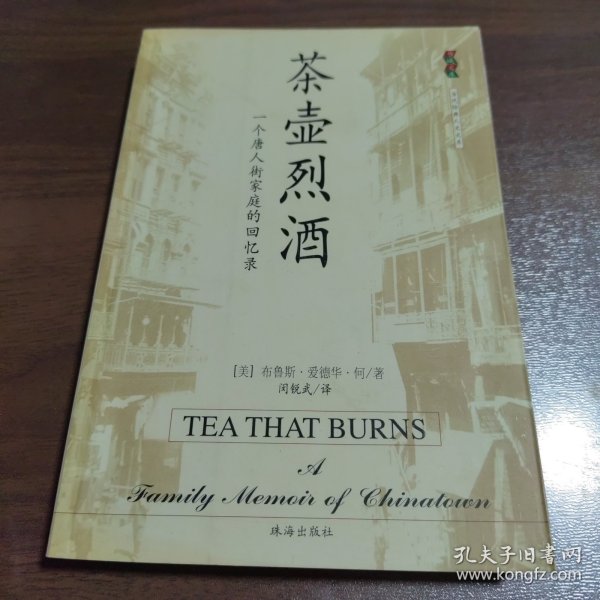 茶壶烈酒
一个唐人街家庭的回忆录
[美] 布鲁斯·爱德华·何/著
闵锐武/译
TEA THAT BURNS
A
Family Memoir of Chinatown
珠海出版社
孔夫子旧书网
www.kongfz.com